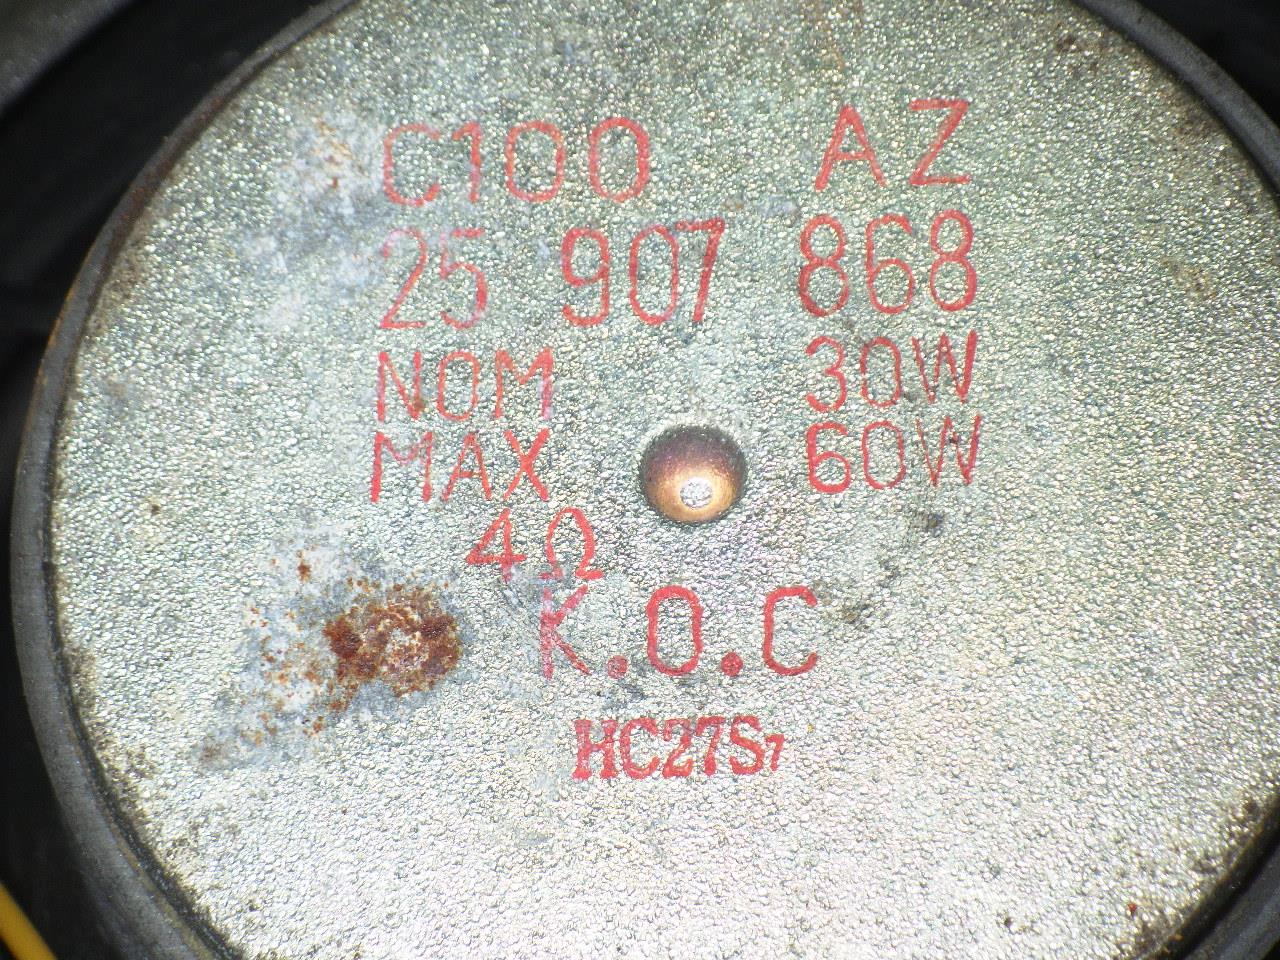 C100 AZ
25 907 868
NOM 30W
MAX 60W
4Ω
K.O.C
HC27S7